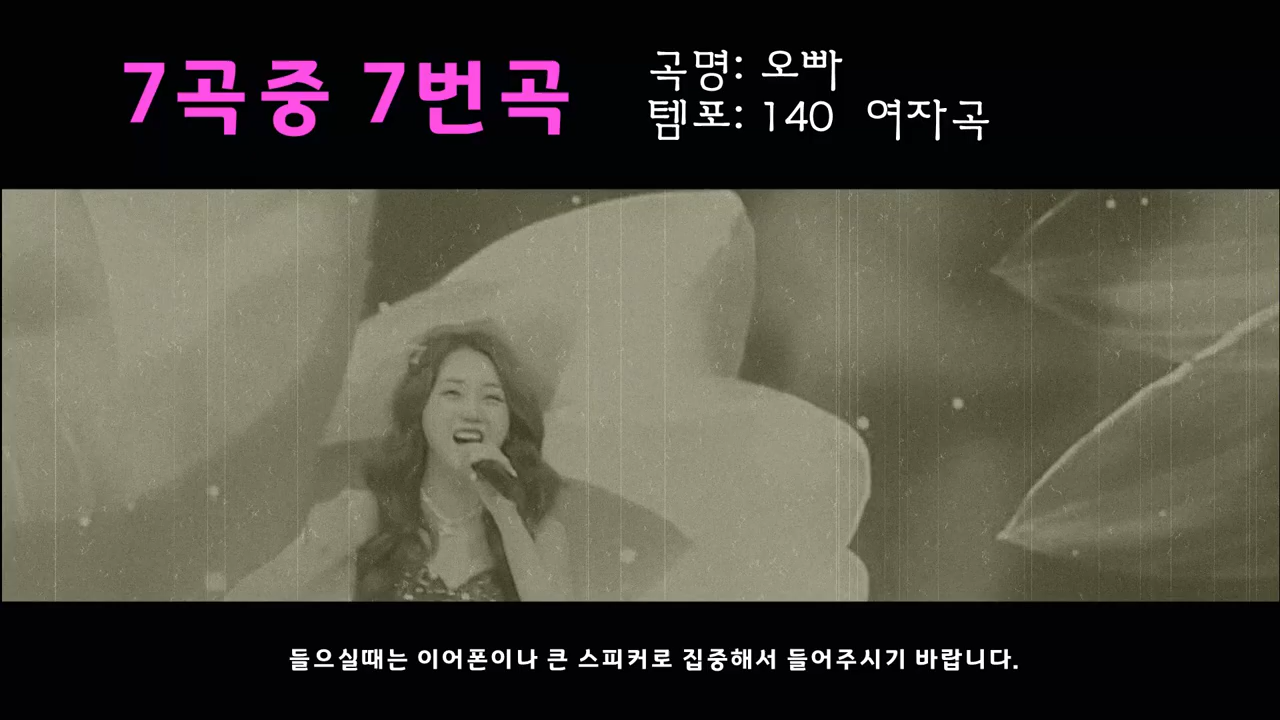 7곡중 7번곡
곡명: 오빠
템포: 140 여자곡
들으실때는 이어폰이나 큰 스피커로 집중해서 들어주시기 바랍니다.